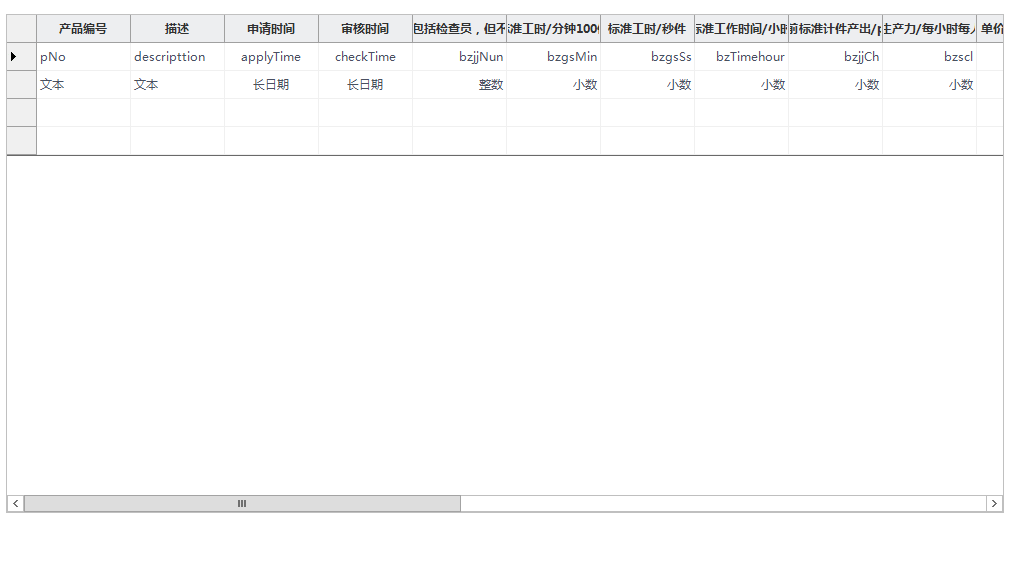 产品编号 描述 申请时间 审核时间 包括检查员，但不 标准工时/分钟100 标准工时/秒件 标准工作时间/小时 前标准计件产出/ 生产力/每小时每人 单价
pNo descripttion applyTime checkTime bzjjNun bzgsMin bzgsSs bzTimehour bzjjCh bzscl
文本 文本 长日期 长日期 整数 小数 小数 小数 小数 小数